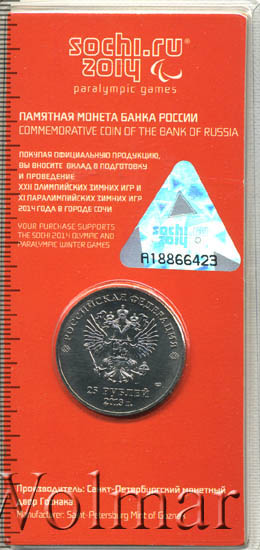 sochi.ru
2014
paralympic games
ПАМЯТНАЯ МОНЕТА БАНКА РОССИИ
COMMEMORATIVE COIN OF THE BANK OF RUSSIA
ПОКУПАЯ ОФИЦИАЛЬНУЮ ПРОДУКЦИЮ,
ВЫ ВНОСИТЕ ВКЛАД В ПОДГОТОВКУ
И ПРОВЕДЕНИЕ
XXII ОЛИМПИЙСКИХ ЗИМНИХ ИГР И
XI ПАРАЛИМПИЙСКИХ ЗИМНИХ ИГР
2014 ГОДА В ГОРОДЕ СОЧИ
YOUR PURCHASE SUPPORTS
THE SOCHI 2014 OLYMPIC AND
PARALYMPIC WINTER GAMES
sochi
2014
A18866423
РОССИЙСКАЯ ФЕДЕРАЦИЯ
25 РУБЛЕЙ
2013 г.
Производитель: Санкт-Петербургский монетный
двор Гознака
Manufacturer: Saint-Petersburg Mint of Goznak
Wolmar